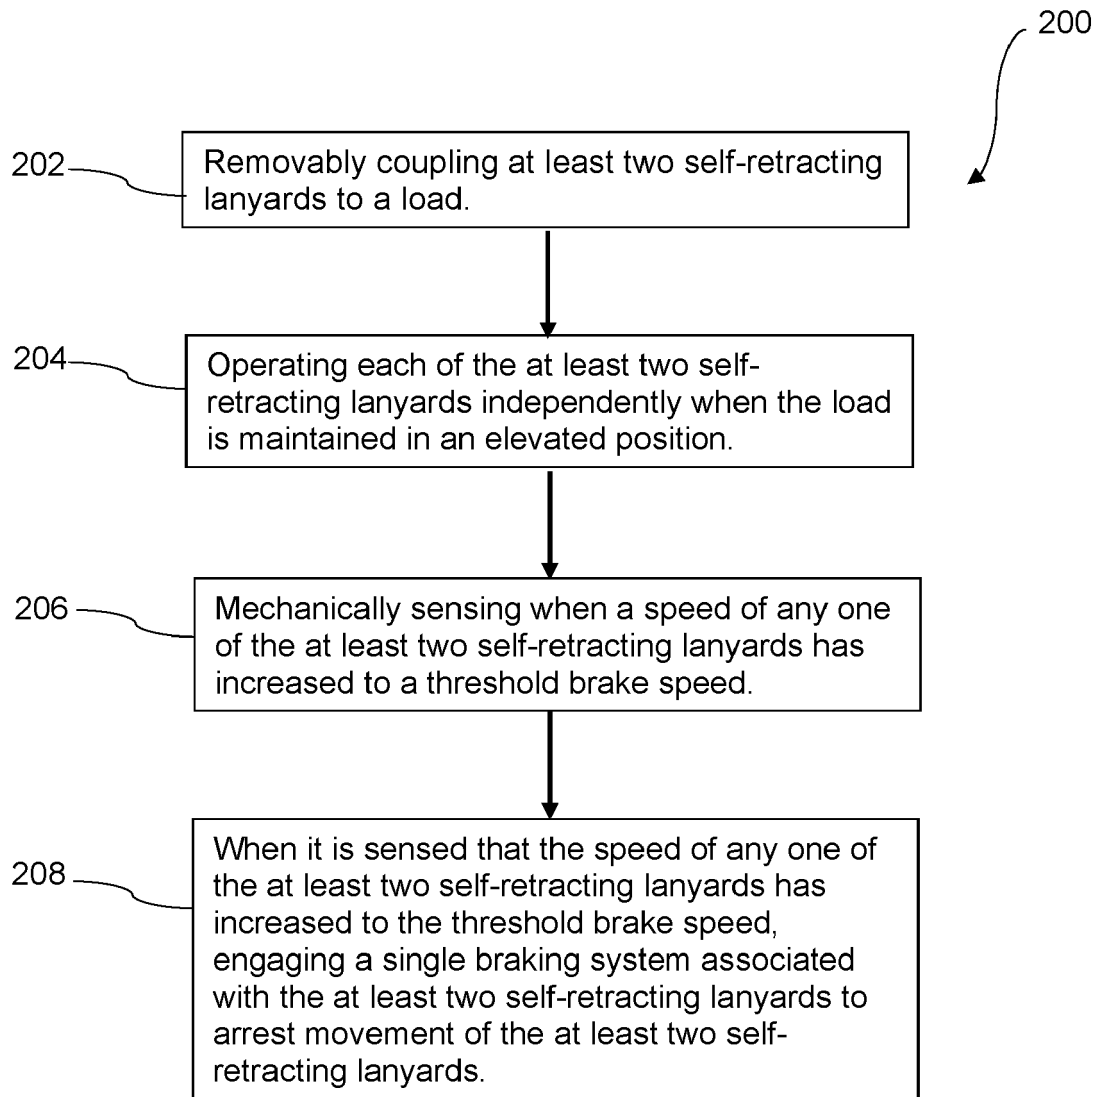 200
202
Removably coupling at least two self-retracting
lanyards to a load.
204
Operating each of the at least two self-
retracting lanyards independently when the load
is maintained in an elevated position.
206
Mechanically sensing when a speed of any one
of the at least two self-retracting lanyards has
increased to a threshold brake speed.
208
When it is sensed that the speed of any one of
the at least two self-retracting lanyards has
increased to the threshold brake speed,
engaging a single braking system associated
with the at least two self-retracting lanyards to
arrest movement of the at least two self-
retracting lanyards.